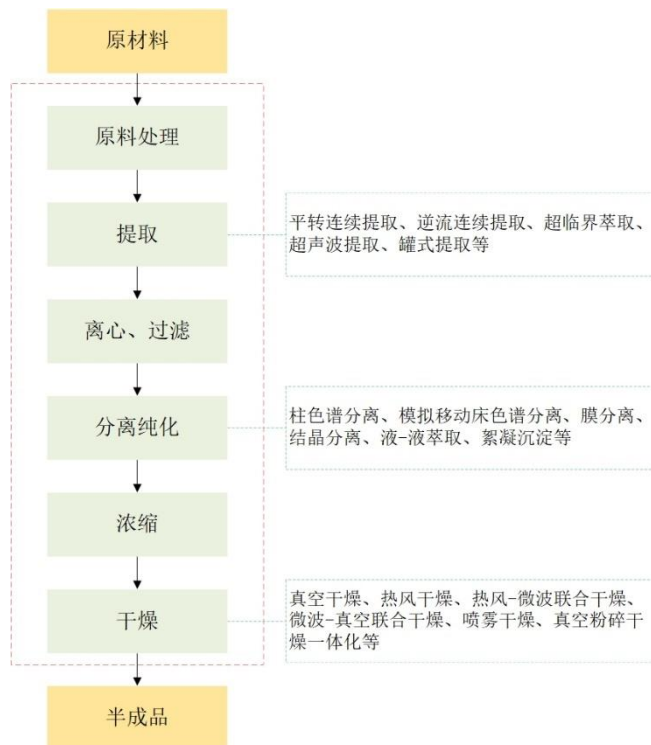 原材料
原料处理
提取
平转连续提取、逆流连续提取、超临界萃取、
超声波提取、罐式提取等
离心、过滤
分离纯化
柱色谱分离、模拟移动床色谱分离、膜分离、
结晶分离、液-液萃取、絮凝沉淀等
浓缩
干燥
真空干燥、热风干燥、热风-微波联合干燥、
微波-真空联合干燥、喷雾干燥、真空粉碎干
燥一体化等
半成品